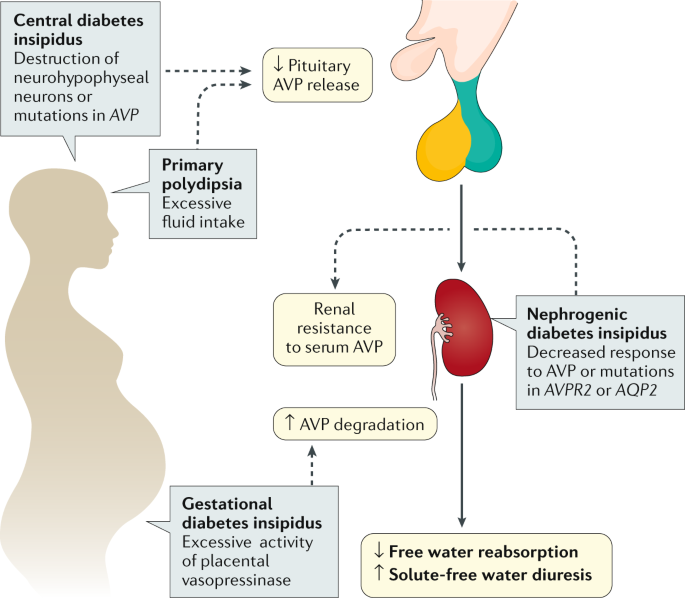 Central diabetes
insipidus
Destruction of
neurohypophyseal
neurons or
mutations in AVP
↓ Pituitary
AVP release
Primary
polydipsia
Excessive
fluid intake
Renal
resistance
to serum AVP
Nephrogenic
diabetes insipidus
Decreased response
to AVP or mutations
in AVPR2 or AQP2
↑ AVP degradation
Gestational
diabetes insipidus
Excessive activity
of placental
vasopressinase
↓ Free water reabsorption
↑ Solute-free water diuresis